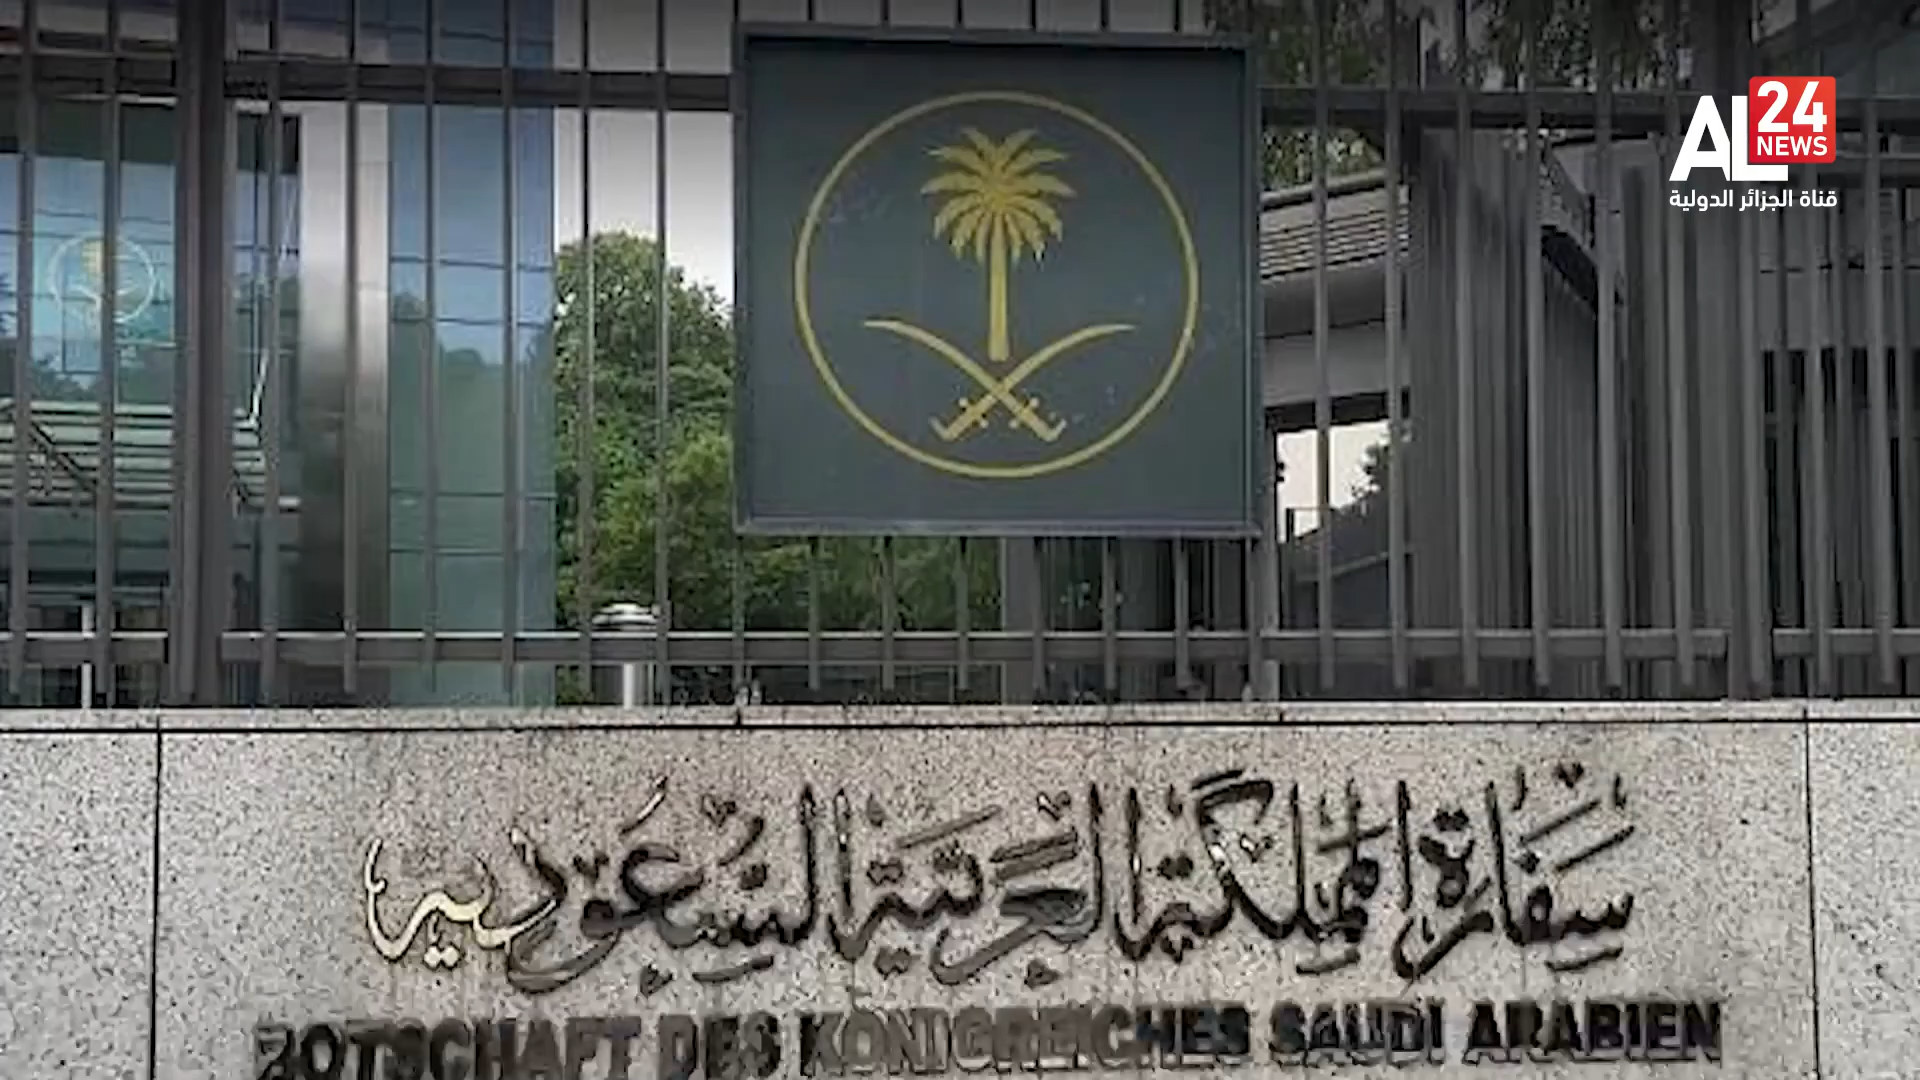 AL
24
NEWS
قناة الجزائر الدولية
سفارة المملكة العربية السعودية
BOTSCHAFT DES KÖNIGREICHES SAUDI ARABIEN